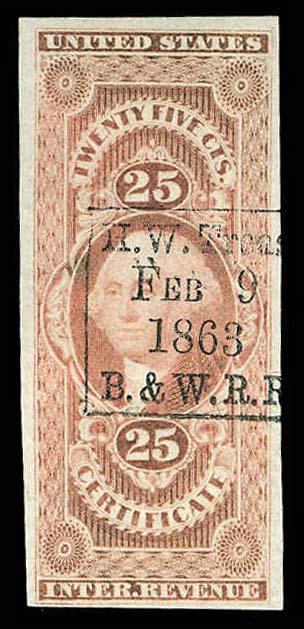 UNITED STATES
TWENTY FIVE CTS.
25
H. W.
FEB 9
1863
B. & W. R. R
25
CERTIFICATE
INTER. REVENUE